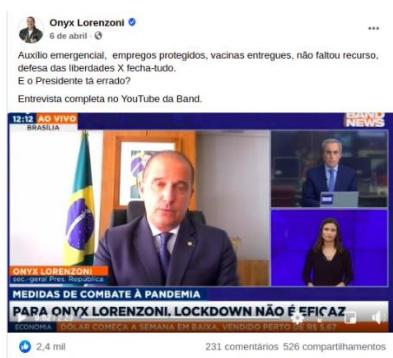 Onyx Lorenzoni
6 de abril ·
Auxílio emergencial, empregos protegidos, vacinas entregues, não faltou recurso,
defesa das liberdades X fecha-tudo.
E o Presidente tá errado?
Entrevista completa no YouTube da Band.
12:12 AO VIVO
BRASÍLIA
BAND
NEWS
ONYX LORENZONI
sec.-geral Pres. República
MEDIDAS DE COMBATE À PANDEMIA
PARA ONYX LORENZONI, LOCKDOWN NÃO É EFICAZ
ECONOMIA DÓLAR COMEÇA A SEMANA EM BAIXA, VENDIDO PERTO DE R$ 5,67
2,4 mil
231 comentários 526 compartilhamentos